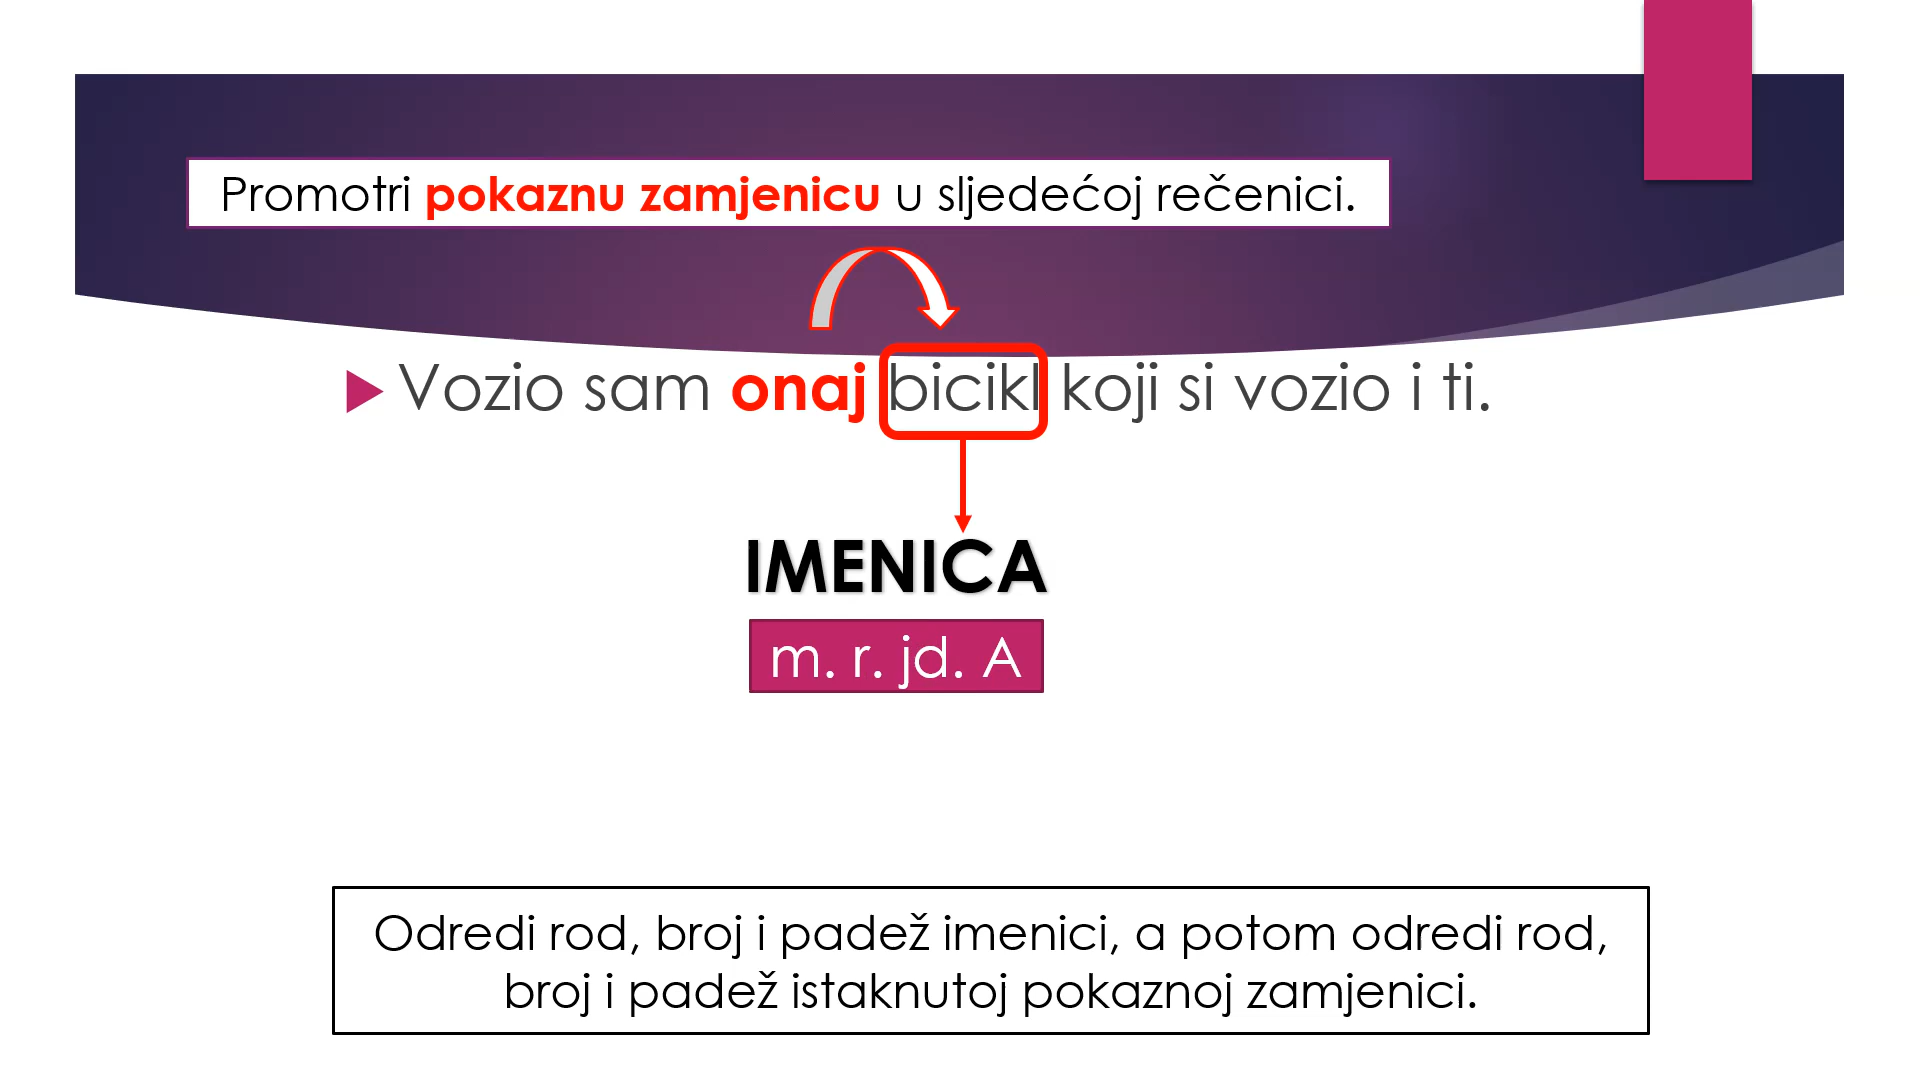 Promotri pokaznu zamjenicu u sljedećoj rečenici.
Vozio sam onaj bicikl koji si vozio i ti.
IMENICA
m. r. jd. A
Odredi rod, broj i padež imenici, a potom odredi rod,
broj i padež istaknutoj pokaznoj zamjenici.